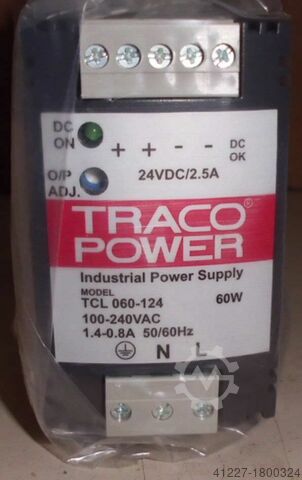 DC
ON
+ + - -
DC
OK
O/P
ADJ.
24VDC/2.5A
TRACO®
POWER
Industrial Power Supply
MODEL
TCL 060-124 60W
100-240VAC
1.4-0.8A 50/60Hz
N L
41227-1800324